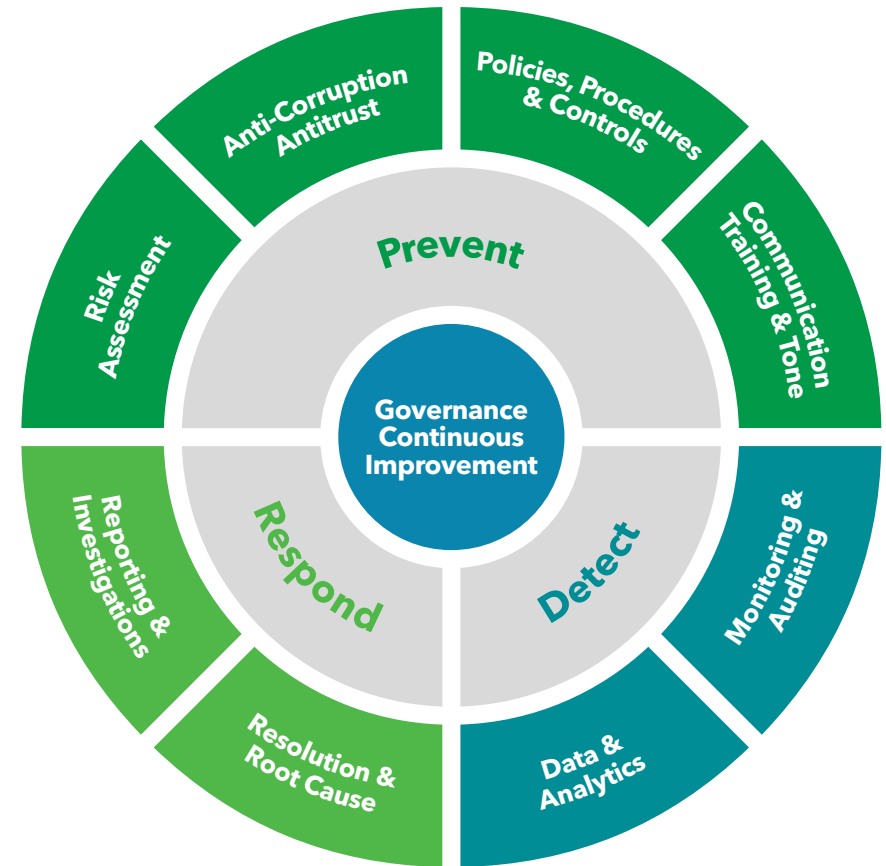 Policies, Procedures
& Controls
Communication
Training & Tone
Monitoring &
Auditing
Data &
Analytics
Resolution &
Root Cause
Reporting &
Investigations
Risk
Assessment
Anti-Corruption
Antitrust
Prevent
Detect
Respond
Governance
Continuous
Improvement